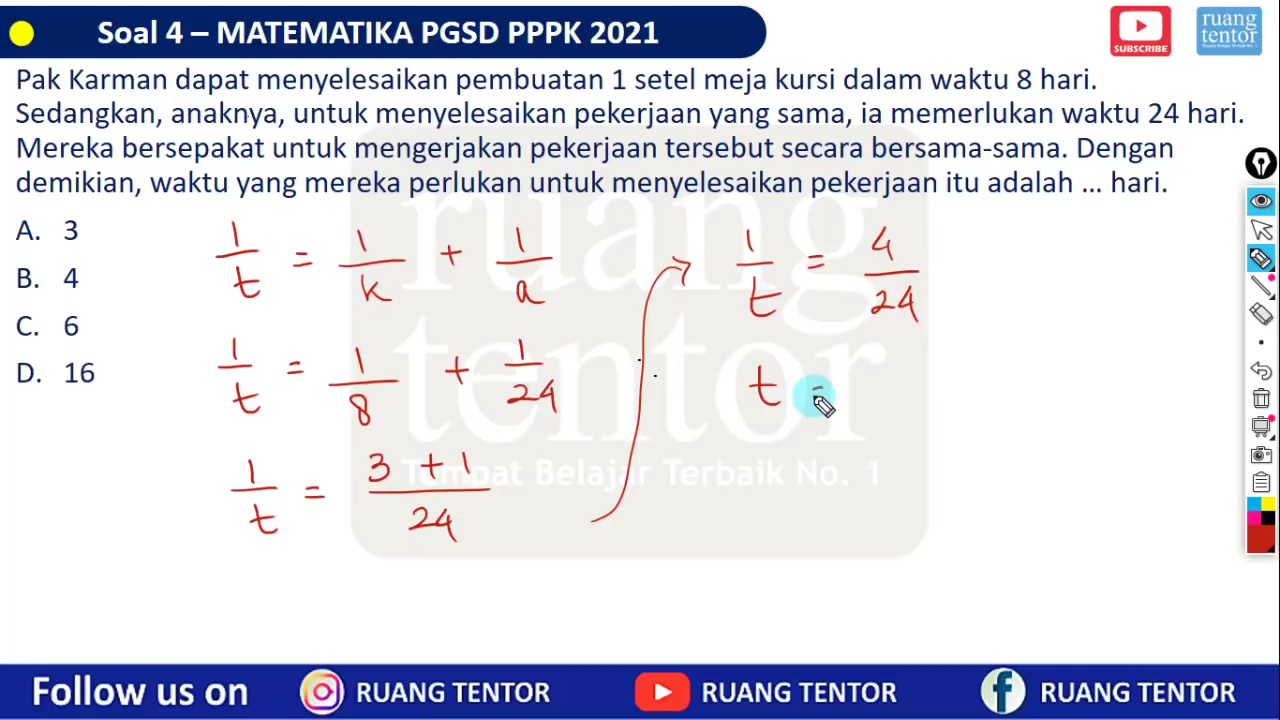 Soal 4 – MATEMATIKA PGSD PPPK 2021
SUBSCRIBE
ruang
tentor
Pak Karman dapat menyelesaikan pembuatan 1 setel meja kursi dalam waktu 8 hari.
Sedangkan, anaknya, untuk menyelesaikan pekerjaan yang sama, ia memerlukan waktu 24 hari.
Mereka bersepakat untuk mengerjakan pekerjaan tersebut secara bersama-sama. Dengan
demikian, waktu yang mereka perlukan untuk menyelesaikan pekerjaan itu adalah ... hari.
A. 3
B. 4
C. 6
D. 16
1/t = 1/k + 1/a
1/t = 1/8 + 1/24
1/t = 3 + 1/24
1/t = 4/24
t =
ruang
tentor
Tempat Belajar Terbaik No. 1
Follow us on RUANG TENTOR RUANG TENTOR RUANG TENTOR